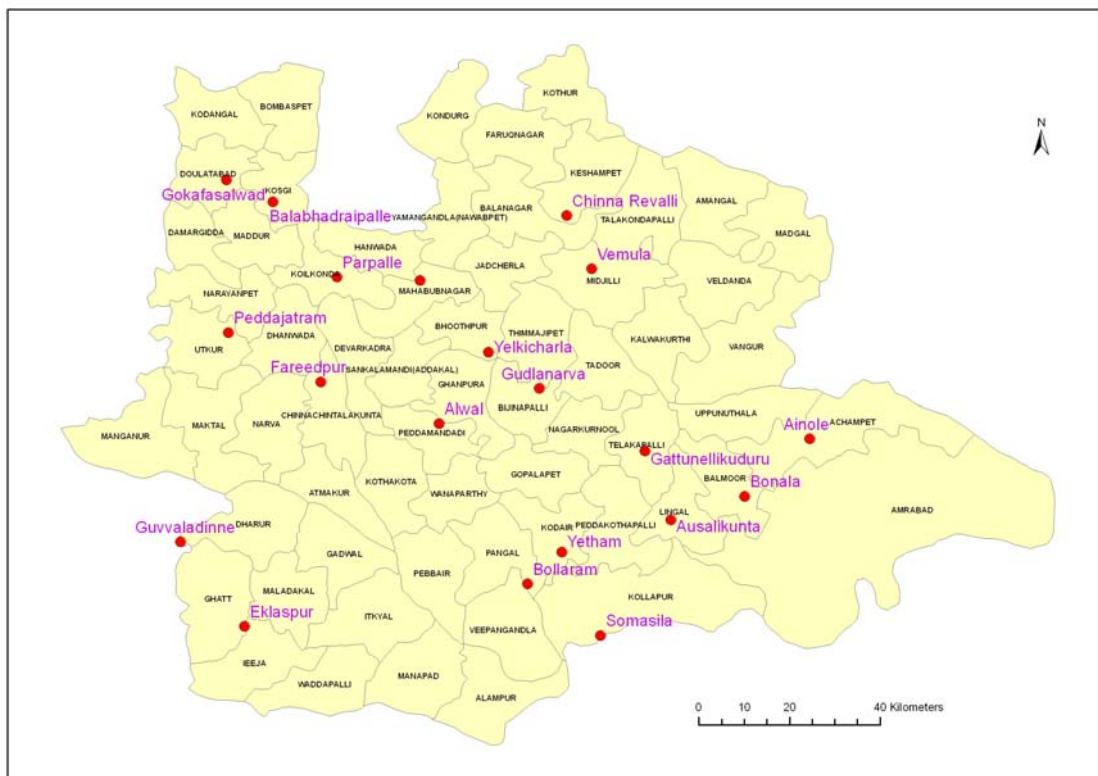 KOTHUR
BOMBASPET
KODANGAL
KONDURG
N
FARUQNAGAR
KESHAMPET
DOULATABAD
IKOSGI
Gokafasalwad
Chinna Revalli
AMANGAL
BALANAGAR
Balabhadraipalle
YAMANGANDLA(NAWABPET)
TALAKONDAPALLI
DAMARGIDDA
MADDUR
MADGAL
HANWADA
Parpalle
Vemula
JADCHERLA
KOILKONDA
MIDJILLI
VELDANDA
MAHABUBNAGAR
NARAYANPET
Peddajatram
BHOOTHPUR
THIMMAJIPET
DHANWADA
KALWAKURTHI
UTKUR
DEVARKADRA
Yelkicharla
VANGUR
Fareedpur
SANKALAMANDI(ADDAKAL)
Gudlanarva
TADOOR
GHANPURA
BIJINAPALLI
Alwal
CHINNACHINTALAKUNTA
UPPUNUTHALA
Ainole
ACHAMPET
MANGANUR
MAKTAL
NARVA
PEDDAMANDADI
NAGARKURNOOL
TELAKAPALLI
Gattunellikuduru
GOPALAPET
BALMOOR
Bonala
KOTHAKOTA
WANAPARTHY
ATMAKUR
AMRABAD
LINGAL
Guvvaladinne
DHARUR
KODAIR
PEDDAKOTHAPALLI
Ausalikunta
GADWAL
PANGAL
Yetham
Bollaram
PEBBAIR
MALADAKAL
GHATT
KOLLAPUR
Eklaspur
ITKYAL
Somasila
VEEPANGANDLA
IEEJA
WADDAPALLI
MANAPAD
ALAMPUR
0 10 20 40 Kilometers